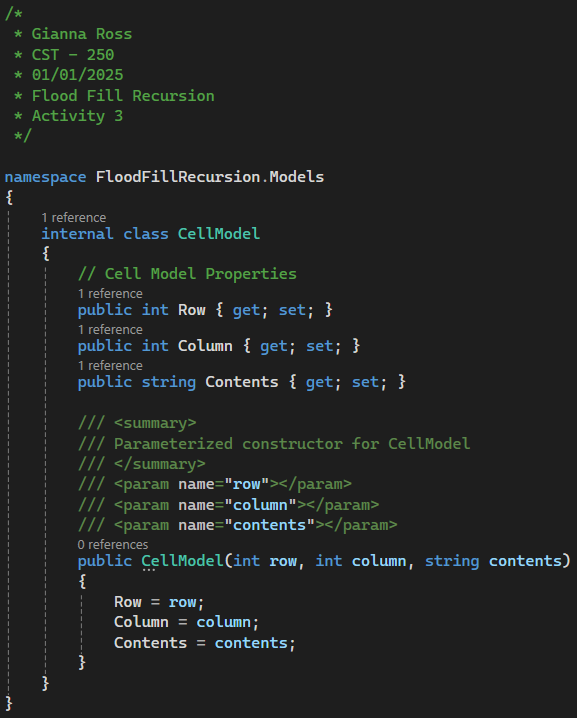 /*
 * Gianna Ross
 * CST - 250
 * 01/01/2025
 * Flood Fill Recursion
 * Activity 3
 */

namespace FloodFillRecursion.Models
{
    1 reference
    internal class CellModel
    {
        // Cell Model Properties
        1 reference
        public int Row { get; set; }
        1 reference
        public int Column { get; set; }
        1 reference
        public string Contents { get; set; }

        /// <summary>
        /// Parameterized constructor for CellModel
        /// </summary>
        /// <param name="row"></param>
        /// <param name="column"></param>
        /// <param name="contents"></param>
        0 references
        public CellModel(int row, int column, string contents)
        {
            Row = row;
            Column = column;
            Contents = contents;
        }
    }
}